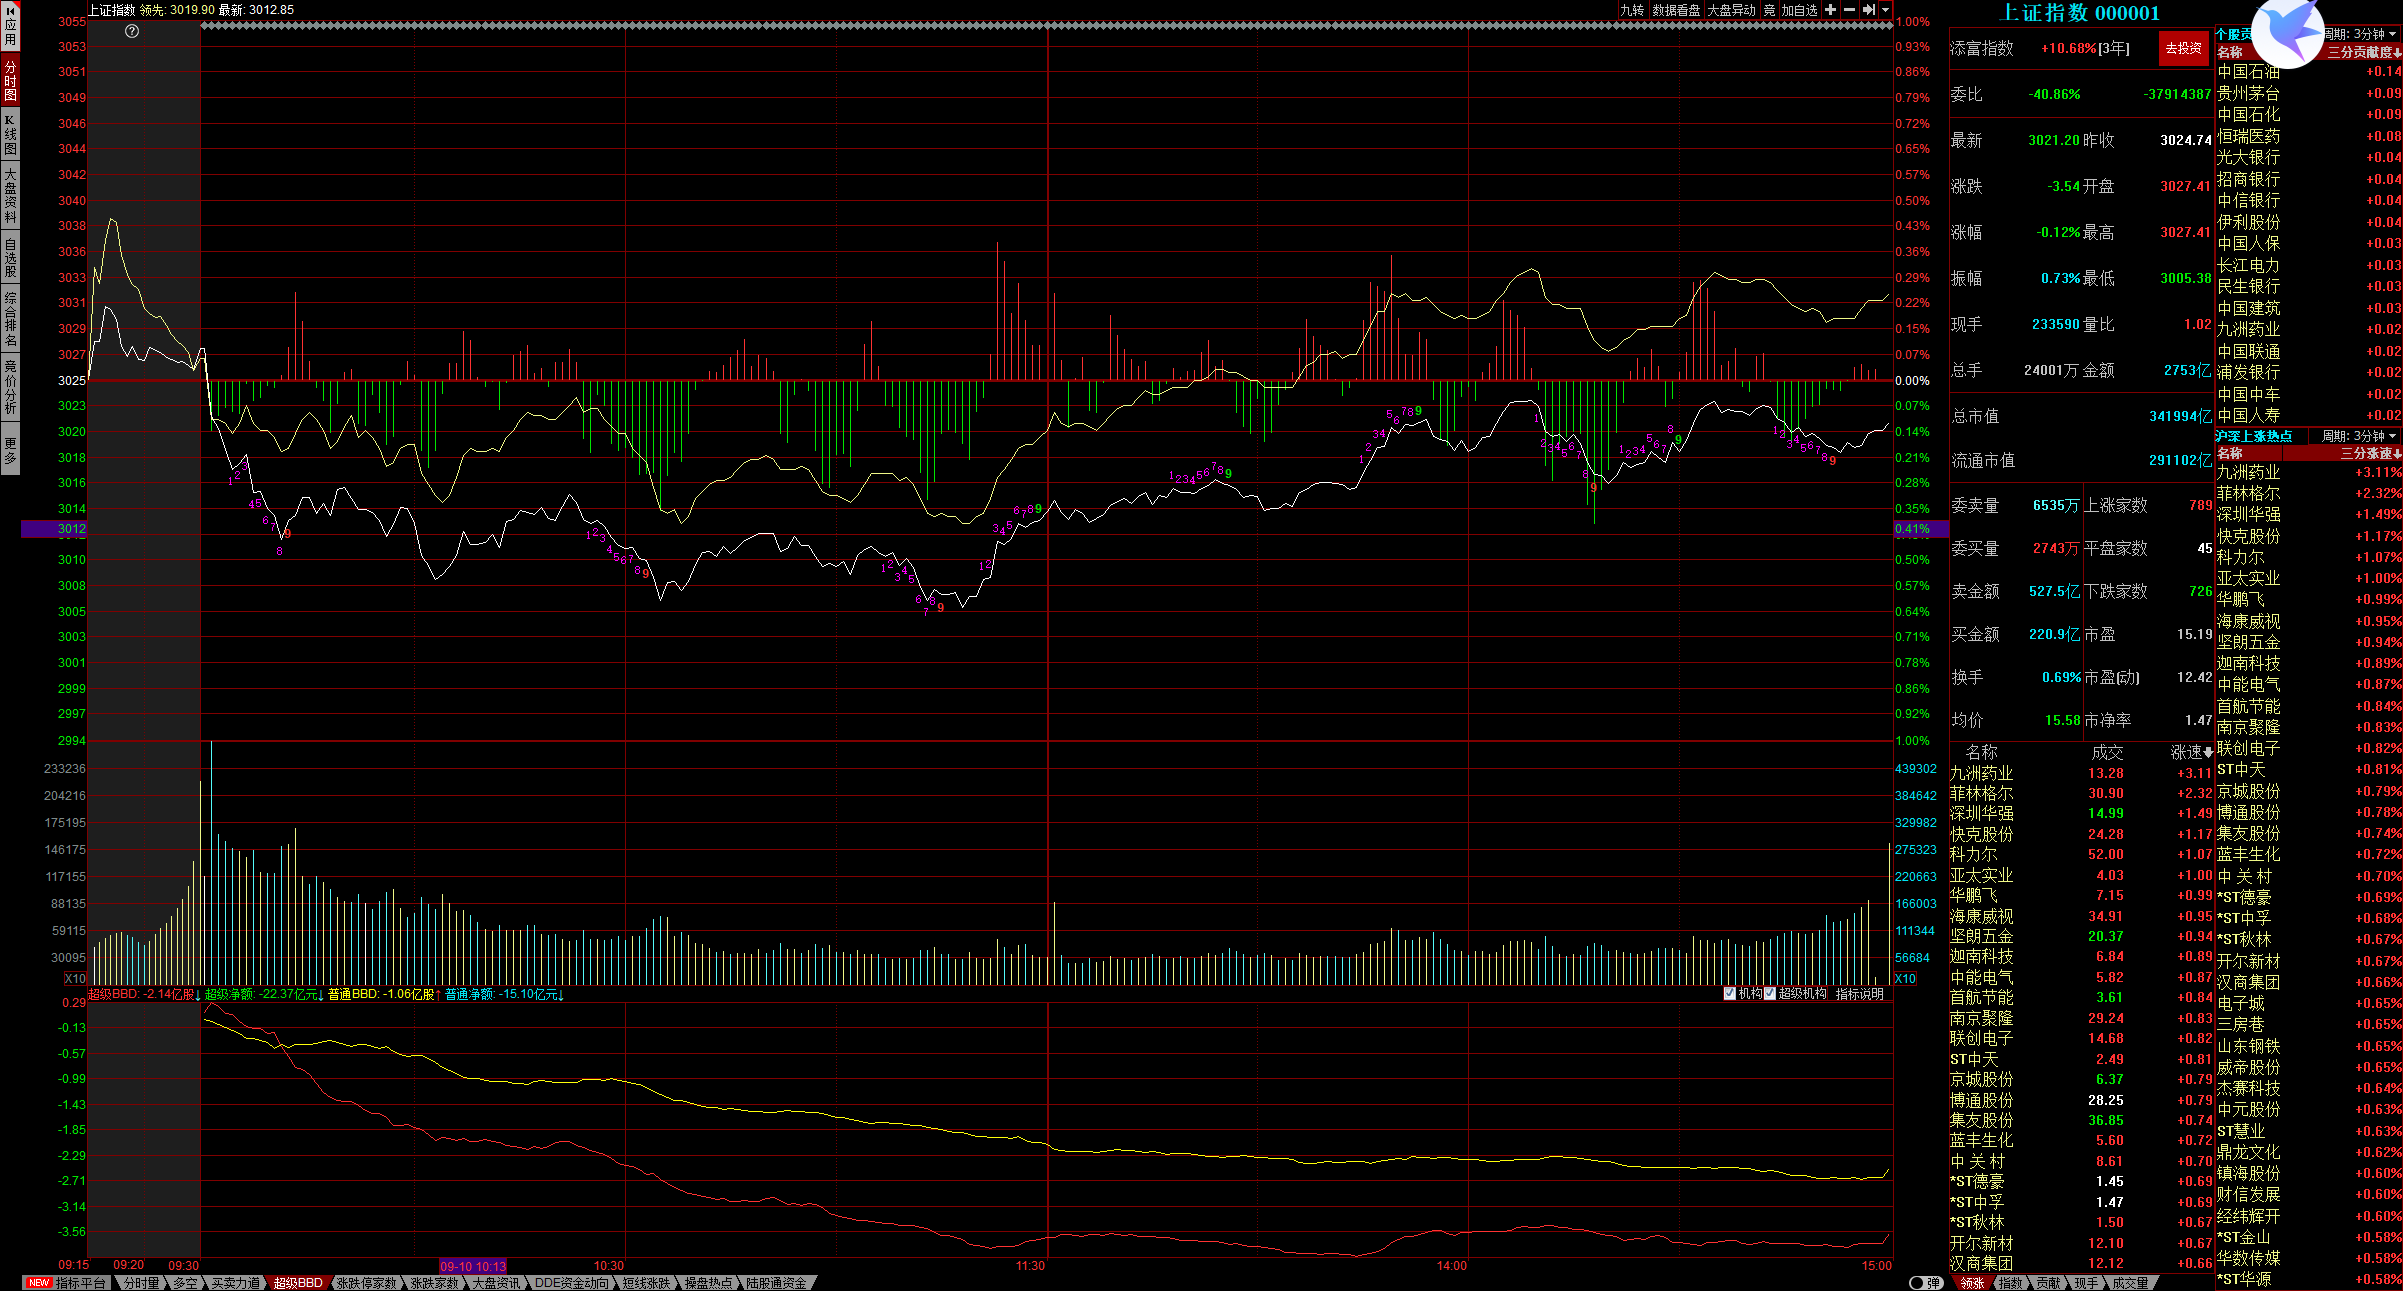 上证指数 领先: 3019.90 最新: 3012.85
九转 数据看盘 大盘异动 竞 加自选
应用
分时图
K线图
大盘资料
自选股
综合排名
竞价分析
更多
3055 1.00%
3053 0.93%
3051 0.86%
3049 0.79%
3046 0.72%
3044 0.65%
3042 0.57%
3040 0.50%
3038 0.43%
3036 0.36%
3033 0.29%
3031 0.22%
3029 0.15%
3027 0.07%
3025 0.00%
3023 0.07%
3020 0.14%
3018 0.21%
3016 0.28%
3014 0.35%
3012 0.41%
3010 0.50%
3008 0.57%
3005 0.64%
3003 0.71%
3001 0.78%
2999 0.86%
2997 0.92%
2994 1.00%
233236 439302
204216 384642
175195 329982
146175 275323
117155 220663
88135 166003
59115 111344
30095 56684
X10 X10
超级BBD: -2.14亿股↓ 超级净额: -22.37亿元↓ 普通BBD: -1.06亿股↑ 普通净额: -15.10亿元↓
机构 超级机构 指标说明
0.29
-0.13
-0.57
-0.99
-1.43
-1.85
-2.29
-2.71
-3.14
-3.56
09:15 09:20 09:30 09-10 10:13 10:30 11:30 14:00 15:00
NEW 指标平台 分时量 多空 买卖力道 超级BBD 涨跌停家数 涨跌家数 大盘资讯 DDE资金动向 短线涨跌 操盘热点 陆股通资金
弹
上证指数 000001
添富指数 +10.68%[3年] 去投资
委比 -40.86% -37914387
最新 3021.20 昨收 3024.74
涨跌 -3.54 开盘 3027.41
涨幅 -0.12% 最高 3027.41
振幅 0.73% 最低 3005.38
现手 233590 量比 1.02
总手 24001万 金额 2753亿
总市值 341994亿
流通市值 291102亿
委卖量 6535万 上涨家数 789
委买量 2743万 平盘家数 45
卖金额 527.5亿 下跌家数 726
买金额 220.9亿 市盈 15.19
换手 0.69% 市盈(动) 12.42
均价 15.58 市净率 1.47
名称 成交 涨速
九洲药业 13.28 +3.11
菲林格尔 30.90 +2.32
深圳华强 14.99 +1.49
快克股份 24.28 +1.17
科力尔 52.00 +1.07
亚太实业 4.03 +1.00
华鹏飞 7.15 +0.99
海康威视 34.91 +0.95
坚朗五金 20.37 +0.94
迦南科技 6.84 +0.89
中能电气 5.82 +0.87
首航节能 3.61 +0.84
南京聚隆 29.24 +0.83
联创电子 14.68 +0.82
ST中天 2.49 +0.81
京城股份 6.37 +0.79
博通股份 28.25 +0.79
集友股份 36.85 +0.74
蓝丰生化 5.60 +0.72
中 关 村 8.61 +0.70
*ST德豪 1.45 +0.69
*ST中孚 1.47 +0.69
*ST秋林 1.50 +0.67
开尔新材 12.10 +0.67
汉商集团 12.12 +0.66
领涨 指数 贡献 现手 成交量
个股贡 周期: 3分钟
名称 三分贡献度
中国石油 +0.14
贵州茅台 +0.09
中国石化 +0.09
恒瑞医药 +0.08
光大银行 +0.04
招商银行 +0.04
中信银行 +0.04
伊利股份 +0.04
中国人保 +0.03
长江电力 +0.03
民生银行 +0.03
中国建筑 +0.03
九洲药业 +0.02
中国联通 +0.02
浦发银行 +0.02
中国中车 +0.02
中国人寿 +0.02
沪深上涨热点 周期: 3分钟
名称 三分涨速
九洲药业 +3.11%
菲林格尔 +2.32%
深圳华强 +1.49%
快克股份 +1.17%
科力尔 +1.07%
亚太实业 +1.00%
华鹏飞 +0.99%
海康威视 +0.95%
坚朗五金 +0.94%
迦南科技 +0.89%
中能电气 +0.87%
首航节能 +0.84%
南京聚隆 +0.83%
联创电子 +0.82%
ST中天 +0.81%
京城股份 +0.79%
博通股份 +0.78%
集友股份 +0.74%
蓝丰生化 +0.72%
中 关 村 +0.70%
*ST德豪 +0.69%
*ST中孚 +0.68%
*ST秋林 +0.67%
开尔新材 +0.67%
汉商集团 +0.66%
电子城 +0.65%
三房巷 +0.65%
山东钢铁 +0.65%
威帝股份 +0.65%
杰赛科技 +0.64%
中元股份 +0.63%
ST慧业 +0.63%
鼎龙文化 +0.62%
镇海股份 +0.60%
财信发展 +0.60%
经纬辉开 +0.60%
*ST金山 +0.58%
华数传媒 +0.58%
*ST华源 +0.58%